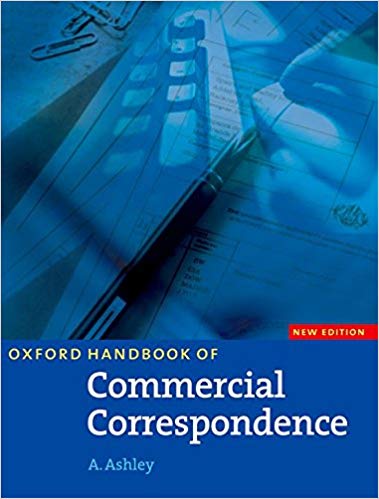 NEW EDITION
OXFORD HANDBOOK OF
Commercial
Correspondence
A. Ashley